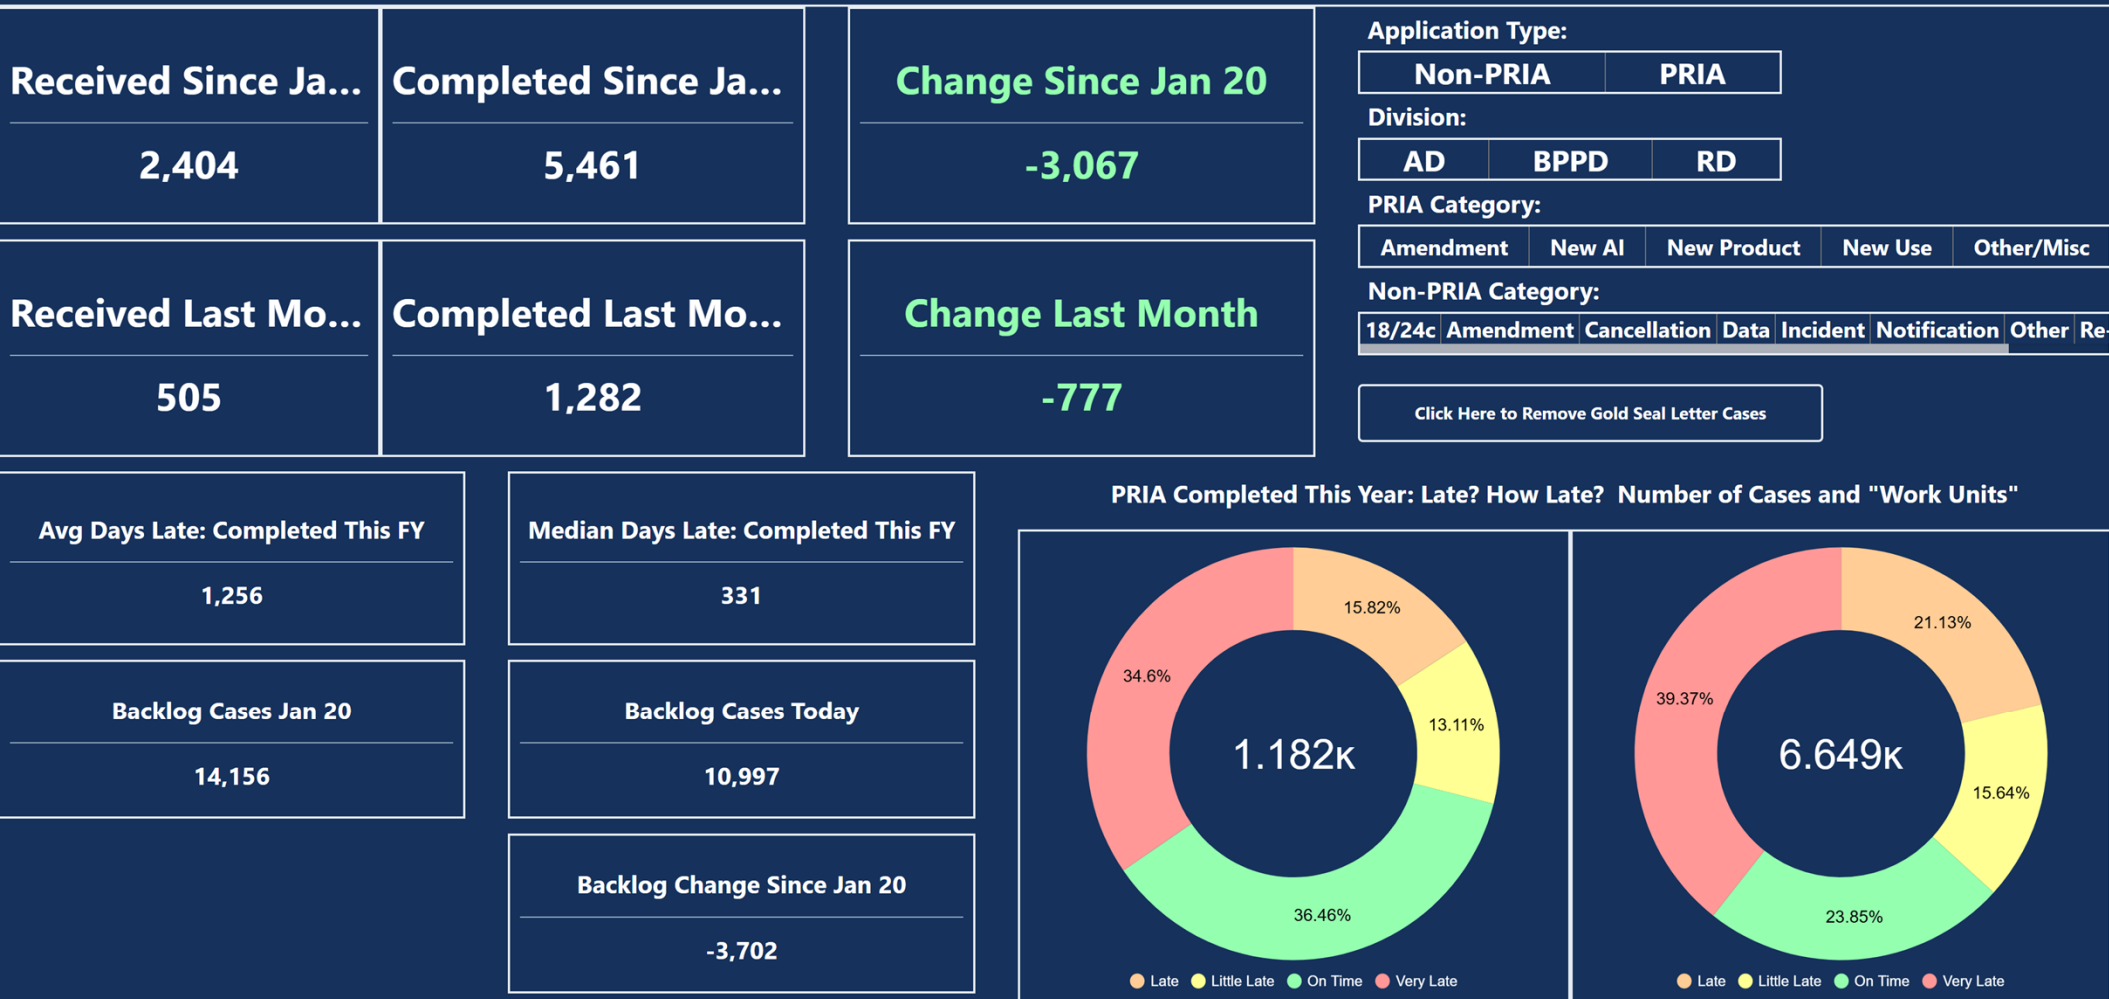 Received Since Ja...
2,404
Completed Since Ja...
5,461
Change Since Jan 20
-3,067
Received Last Mo...
505
Completed Last Mo...
1,282
Change Last Month
-777
Application Type:
Non-PRIA PRIA
Division:
AD BPPD RD
PRIA Category:
Amendment New AI New Product New Use Other/Misc
Non-PRIA Category:
18/24c Amendment Cancellation Data Incident Notification Other Re-
Click Here to Remove Gold Seal Letter Cases
Avg Days Late: Completed This FY
1,256
Median Days Late: Completed This FY
331
Backlog Cases Jan 20
14,156
Backlog Cases Today
10,997
Backlog Change Since Jan 20
-3,702
PRIA Completed This Year: Late? How Late? Number of Cases and "Work Units"
15.82%
34.6%
13.11%
1.182K
36.46%
Late Little Late On Time Very Late
21.13%
39.37%
6.649K
15.64%
23.85%
Late Little Late On Time Very Late